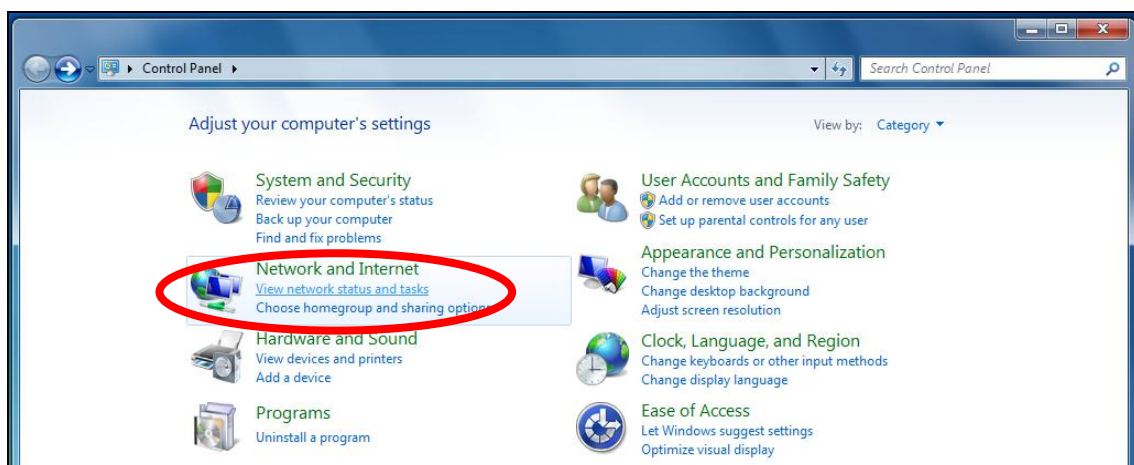 Control Panel
Search Control Panel
Adjust your computer's settings
View by: Category
System and Security
Review your computer's status
Back up your computer
Find and fix problems
Network and Internet
View network status and tasks
Choose homegroup and sharing options
Hardware and Sound
View devices and printers
Add a device
Programs
Uninstall a program
User Accounts and Family Safety
Add or remove user accounts
Set up parental controls for any user
Appearance and Personalization
Change the theme
Change desktop background
Adjust screen resolution
Clock, Language, and Region
Change keyboards or other input methods
Change display language
Ease of Access
Let Windows suggest settings
Optimize visual display